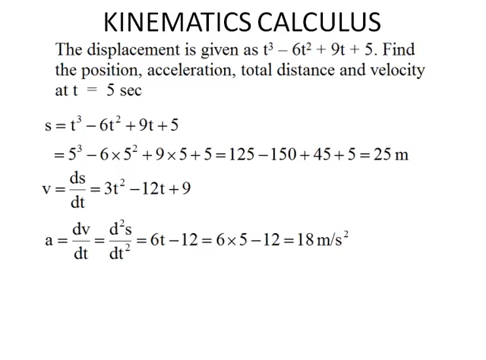 KINEMATICS CALCULUS
The displacement is given as t³ – 6t² + 9t + 5. Find
the position, acceleration, total distance and velocity
at t = 5 sec
s = t³ − 6t² + 9t + 5
= 5³ − 6 × 5² + 9 × 5 + 5 = 125 − 150 + 45 + 5 = 25 m
v = ds/dt = 3t² − 12t + 9
a = dv/dt = d²s/dt² = 6t − 12 = 6 × 5 − 12 = 18 m/s²